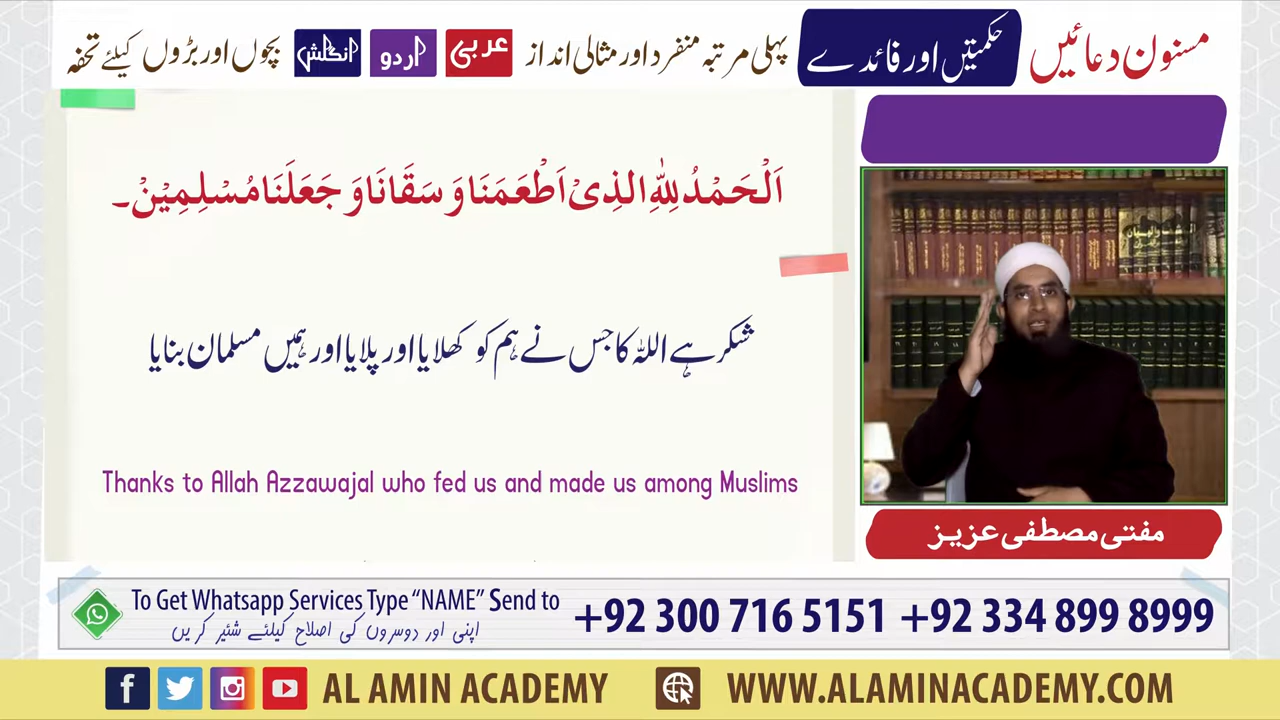 مسنون دعائیں حکمتیں اور فائدے پہلی مرتبہ منفرد اور مثالی انداز عربی اردو انگلش بچوں اور بڑوں کیلئے تحفہ
اَلْحَمْدُ لِلّٰهِ الذِیْ اَطْعَمَنَا وَ سَقَانَا وَ جَعَلَنَا مُسْلِمِیْنْ۔
شکر ہے اللہ کا جس نے ہم کو کھلایا اور پلایا اور ہمیں مسلمان بنایا
Thanks to Allah Azzawajal who fed us and made us among Muslims
مفتی مصطفی عزیز
To Get Whatsapp Services Type “NAME” Send to +92 300 716 5151 +92 334 899 8999
اپنی اور دوسروں کی اصلاح کیلئے شئیر کریں
AL AMIN ACADEMY WWW.ALAMINACADEMY.COM